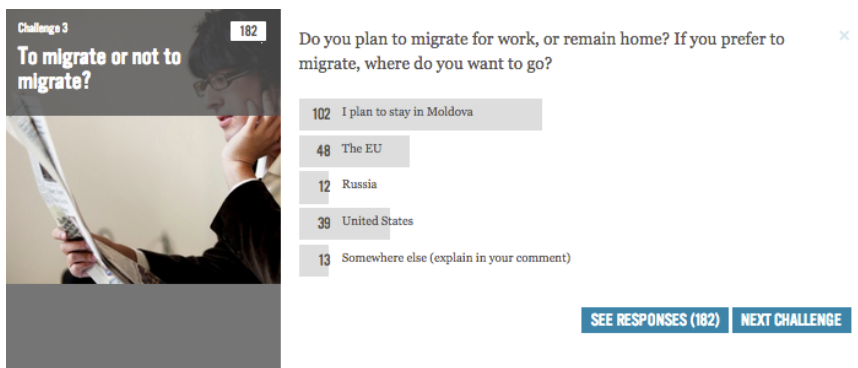 Challenge 3
182
To migrate or not to
migrate?
Do you plan to migrate for work, or remain home? If you prefer to
migrate, where do you want to go?
×
102 I plan to stay in Moldova
48 The EU
12 Russia
39 United States
13 Somewhere else (explain in your comment)
SEE RESPONSES (182) NEXT CHALLENGE